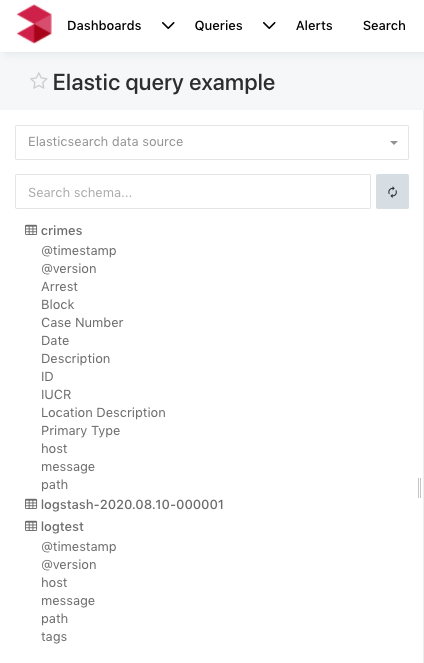 Dashboards Queries Alerts Search
Elastic query example
Elasticsearch data source
Search schema...
crimes
@timestamp
@version
Arrest
Block
Case Number
Date
Description
ID
IUCR
Location Description
Primary Type
host
message
path
logstash-2020.08.10-000001
logtest
@timestamp
@version
host
message
path
tags